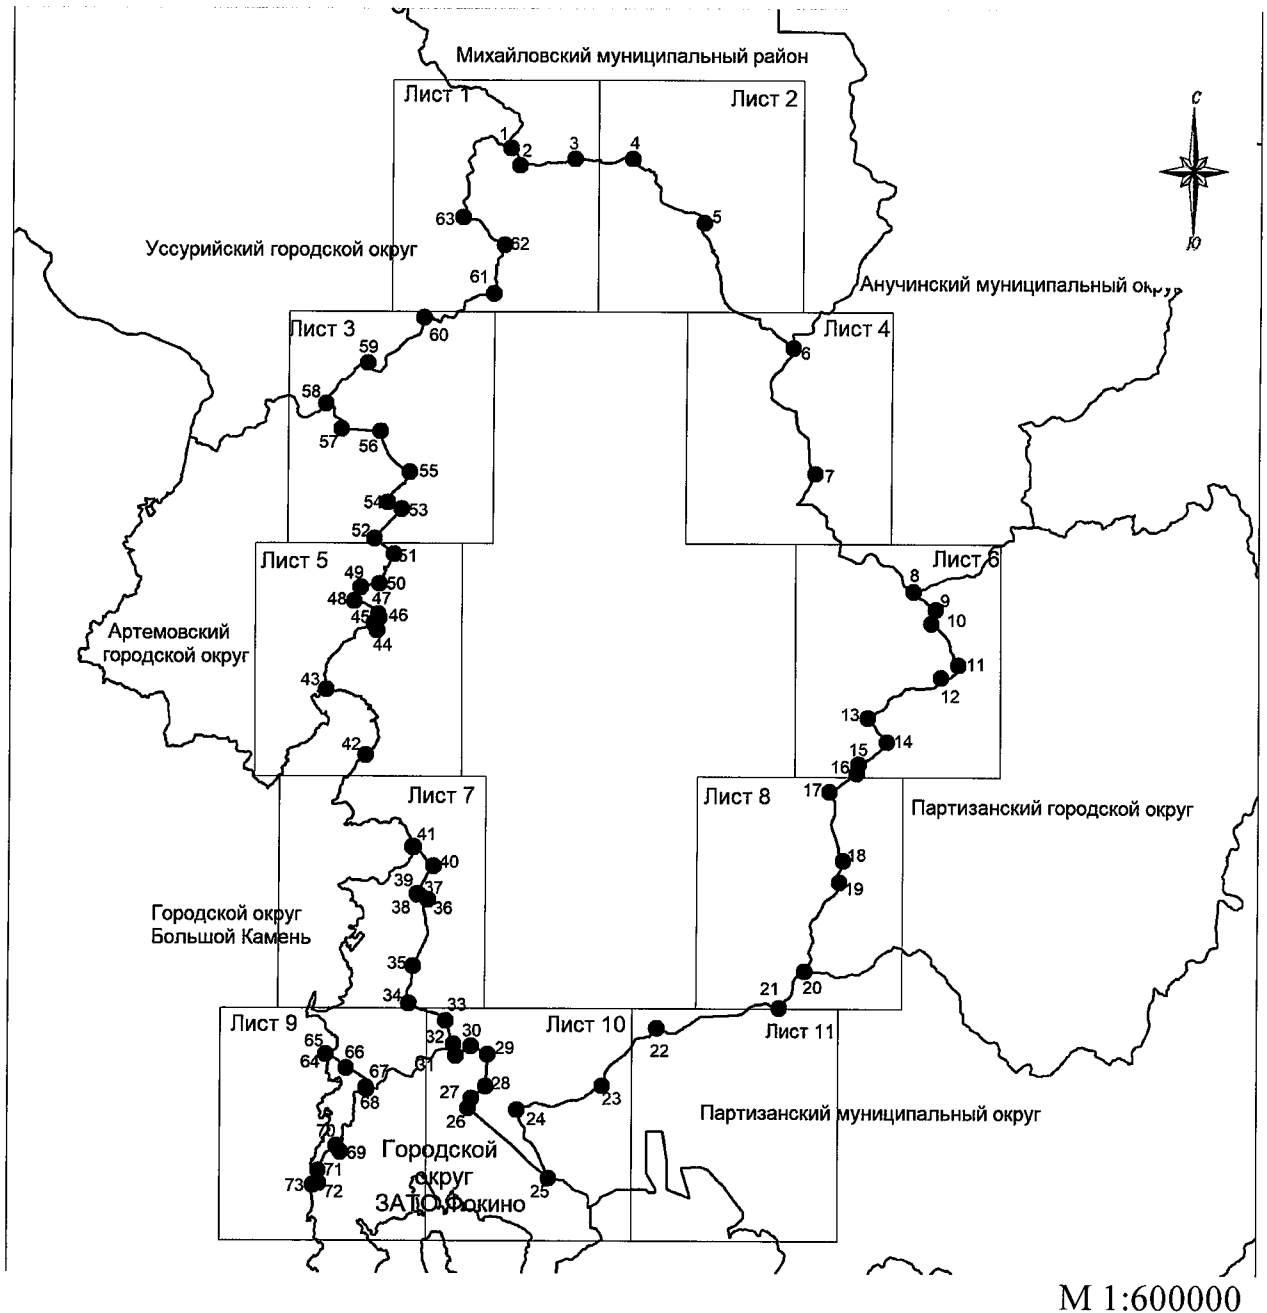 Михайловский муниципальный район
Лист 1
Лист 2
С
1
2
3
4
5
63
62
61
Уссурийский городской округ
Ю
Анучинский муниципальный округ
Лист 3
60
59
58
57
56
55
54
53
52
Лист 4
6
7
Лист 5
51
50
49
48
47
46
45
44
43
42
Артемовский
городской округ
Лист 6
8
9
10
11
12
13
14
15
16
Лист 7
41
40
39
37
38
36
35
34
Лист 8
17
18
19
20
21
Партизанский городской округ
Городской округ
Большой Камень
Лист 9
65
64
66
67
68
70
69
71
73
72
Лист 10
33
32
31
30
29
28
27
26
24
23
25
Лист 11
22
Партизанский муниципальный округ
Городской
округ
ЗАТО Фокино
М 1:600000